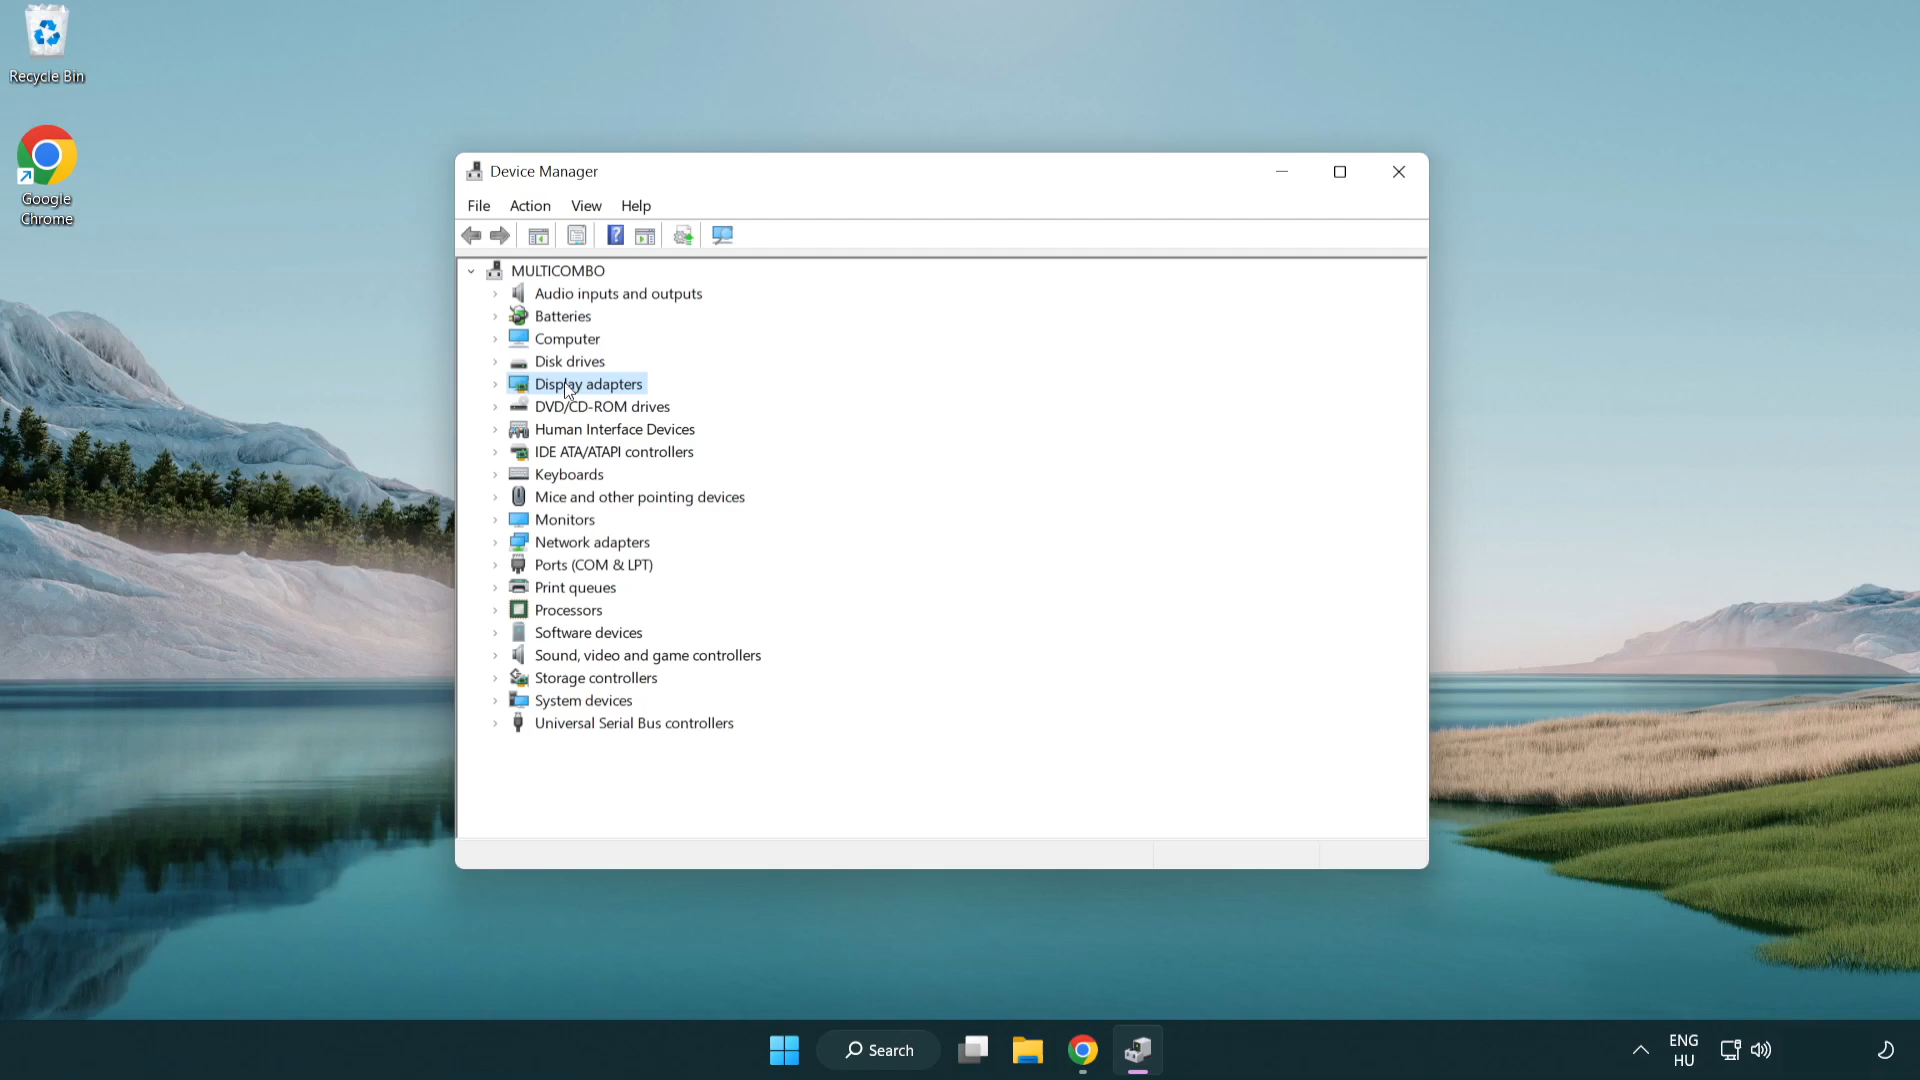 Recycle Bin
Google
Chrome
Device Manager
File Action View Help
MULTICOMBO
Audio inputs and outputs
Batteries
Computer
Disk drives
Display adapters
DVD/CD-ROM drives
Human Interface Devices
IDE ATA/ATAPI controllers
Keyboards
Mice and other pointing devices
Monitors
Network adapters
Ports (COM & LPT)
Print queues
Processors
Software devices
Sound, video and game controllers
Storage controllers
System devices
Universal Serial Bus controllers
Search
ENG
HU